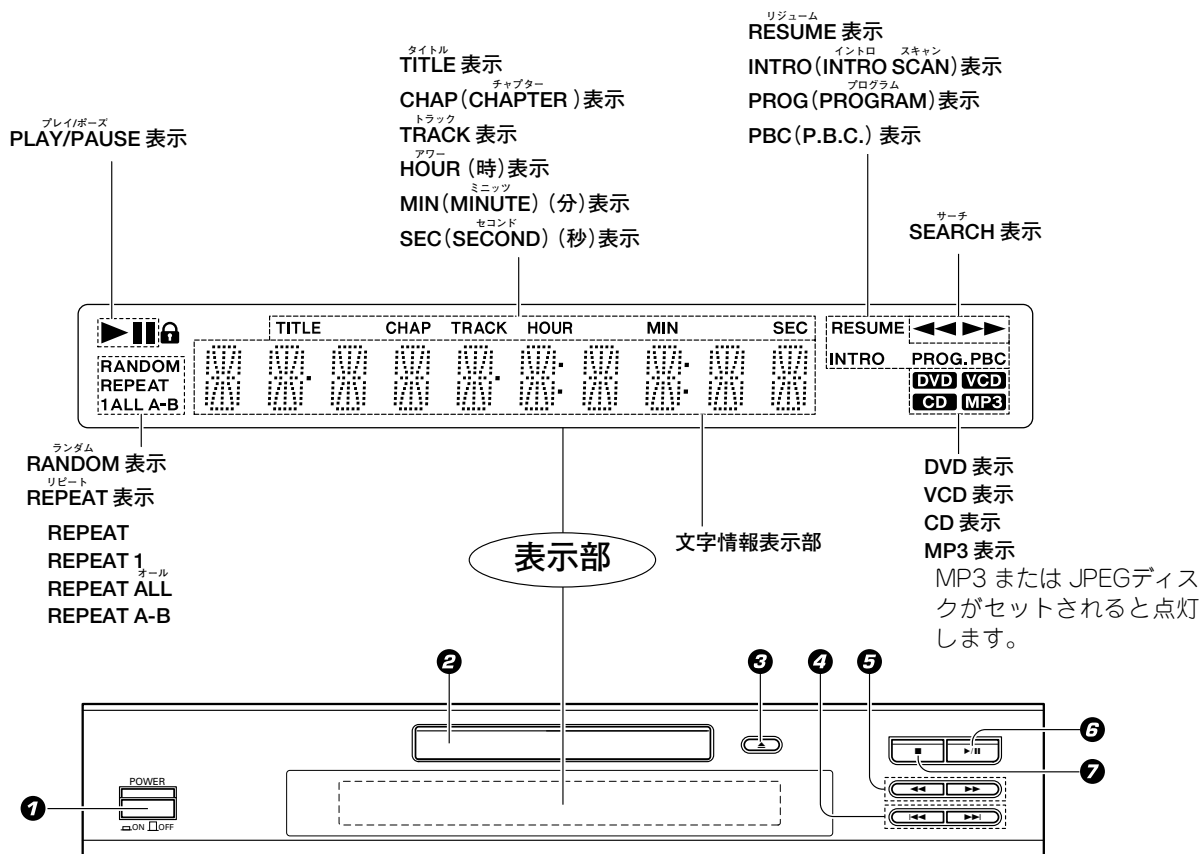 リジューム
RESUME 表示
イントロ スキャン
INTRO(INTRO SCAN)表示
プログラム
PROG(PROGRAM)表示
PBC(P.B.C.) 表示
タイトル
TITLE 表示
チャプター
CHAP(CHAPTER )表示
トラック
TRACK 表示
アワー
HOUR (時)表示
ミニッツ
MIN(MINUTE) (分)表示
セコンド
SEC(SECOND) (秒)表示
プレイ/ポーズ
PLAY/PAUSE 表示
サーチ
SEARCH 表示
TITLE CHAP TRACK HOUR MIN SEC RESUME
RANDOM
REPEAT
1ALL A-B
INTRO PROG.PBC
DVD VCD
CD MP3
ランダム
RANDOM 表示
リピート
REPEAT 表示
REPEAT
REPEAT 1
オール
REPEAT ALL
REPEAT A-B
表示部
文字情報表示部
DVD 表示
VCD 表示
CD 表示
MP3 表示
MP3 または JPEGディス
クがセットされると点灯
します。
2 3 4 5
6
7
1
POWER
ON OFF